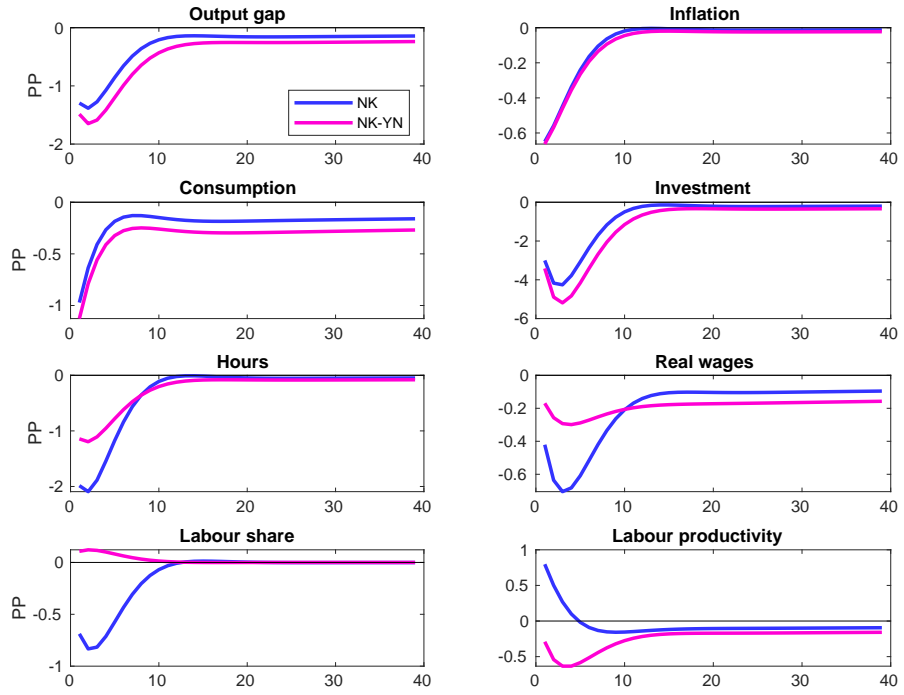 Output gap
0
-1
-2
PP
NK
NK-YN
0 10 20 30 40
Inflation
0
-0.2
-0.4
-0.6
0 10 20 30 40
Consumption
0
-0.5
-1
PP
0 10 20 30 40
Investment
0
-2
-4
-6
0 10 20 30 40
Hours
0
-1
-2
PP
0 10 20 30 40
Real wages
0
-0.2
-0.4
-0.6
0 10 20 30 40
Labour share
0
-0.5
-1
PP
0 10 20 30 40
Labour productivity
1
0.5
0
-0.5
0 10 20 30 40